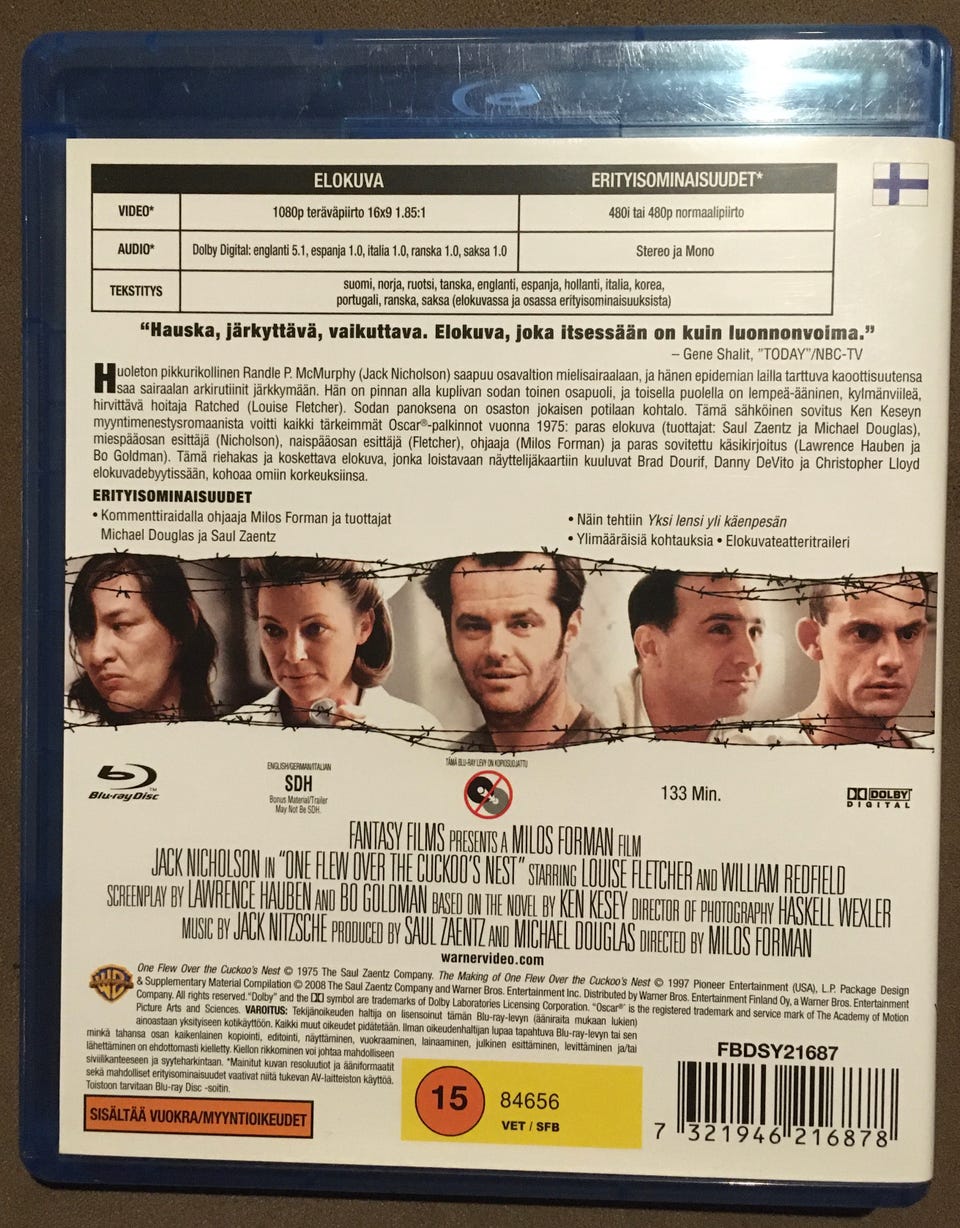 ELOKUVA ERITYISOMINAISUUDET*
VIDEO* 1080p teräväpiirto 16x9 1.85:1 480i tai 480p normaalipiirto
AUDIO* Dolby Digital: englanti 5.1, espanja 1.0, italia 1.0, ranska 1.0, saksa 1.0 Stereo ja Mono
TEKSTITYS suomi, norja, ruotsi, tanska, englanti, espanja, hollanti, italia, korea,
portugali, ranska, saksa (elokuvassa ja osassa erityisominaisuuksista)
“Hauska, järkyttävä, vaikuttava. Elokuva, joka itsessään on kuin luonnonvoima.”
– Gene Shalit, ”TODAY”/NBC-TV
Huoleton pikkurikollinen Randle P. McMurphy (Jack Nicholson) saapuu osavaltion mielisairaalaan, ja hänen epidemian lailla tarttuva kaoottisuutensa
saa sairaalan arkirutiinit järkkymään. Hän on pinnan alla kuplivan sodan toinen osapuoli, ja toisella puolella on lempeä-ääninen, kylmänviileä,
hirvittävä hoitaja Ratched (Louise Fletcher). Sodan panoksena on osaston jokaisen potilaan kohtalo. Tämä sähköinen sovitus Ken Keseyn
myyntimenestysromaanista voitti kaikki tärkeimmät Oscar®-palkinnot vuonna 1975: paras elokuva (tuottajat: Saul Zaentz ja Michael Douglas),
miespääosan esittäjä (Nicholson), naispääosan esittäjä (Fletcher), ohjaaja (Milos Forman) ja paras sovitettu käsikirjoitus (Lawrence Hauben ja
Bo Goldman). Tämä riehakas ja koskettava elokuva, jonka loistavaan näyttelijäkaartiin kuuluvat Brad Dourif, Danny DeVito ja Christopher Lloyd
elokuvadebyytissään, kohoaa omiin korkeuksiinsa.
ERITYISOMINAISUUDET
• Kommenttiraidalla ohjaaja Milos Forman ja tuottajat
Michael Douglas ja Saul Zaentz
• Näin tehtiin Yksi lensi yli käenpesän
• Ylimääräisiä kohtauksia • Elokuvateatteritraileri
Blu-ray Disc™
ENGLISH/GERMAN/ITALIAN
SDH
Bonus Material/Trailer
May Not Be SDH.
TÄMÄ BLU-RAY LEVY ON KOPIOSUOJATTU
133 Min.
DOLBY
DIGITAL
FANTASY FILMS PRESENTS A MILOS FORMAN FILM
JACK NICHOLSON IN “ONE FLEW OVER THE CUCKOO'S NEST” STARRING LOUISE FLETCHER AND WILLIAM REDFIELD
SCREENPLAY BY LAWRENCE HAUBEN AND BO GOLDMAN BASED ON THE NOVEL BY KEN KESEY DIRECTOR OF PHOTOGRAPHY HASKELL WEXLER
MUSIC BY JACK NITZSCHE PRODUCED BY SAUL ZAENTZ AND MICHAEL DOUGLAS DIRECTED BY MILOS FORMAN
warnervideo.com
One Flew Over the Cuckoo's Nest © 1975 The Saul Zaentz Company. The Making of One Flew Over the Cuckoo's Nest © 1997 Pioneer Entertainment (USA), L.P. Package Design
& Supplementary Material Compilation © 2008 The Saul Zaentz Company and Warner Bros. Entertainment Inc. Distributed by Warner Bros. Entertainment Finland Oy, a Warner Bros. Entertainment
Company. All rights reserved. “Dolby” and the DD symbol are trademarks of Dolby Laboratories Licensing Corporation. “Oscar®” is the registered trademark and service mark of The Academy of Motion
Picture Arts and Sciences. VAROITUS: Tekijänoikeuden haltija on lisensoinut tämän Blu-ray-levyn (ääniraita mukaan lukien)
ainoastaan yksityiseen kotikäyttöön. Kaikki muut oikeudet pidätetään. Ilman oikeudenhaltijan lupaa tapahtuva Blu-ray-levyn tai sen
minkä tahansa osan kaikenlainen kopiointi, editointi, näyttäminen, vuokraaminen, lainaaminen, julkinen esittäminen, levittäminen ja/tai
lähettäminen on ehdottomasti kielletty. Kiellon rikkominen voi johtaa mahdolliseen
siviilikanteeseen ja syyteharkintaan. *Mainitut kuvan resoluutiot ja ääniformaatit
sekä mahdolliset erityisominaisuudet vaativat niitä tukevan AV-laitteiston käyttöä.
Toistoon tarvitaan Blu-ray Disc -soitin.
SISÄLTÄÄ VUOKRA/MYYNTIOIKEUDET
15 84656
VET / SFB
FBDSY21687
7 321946 216878